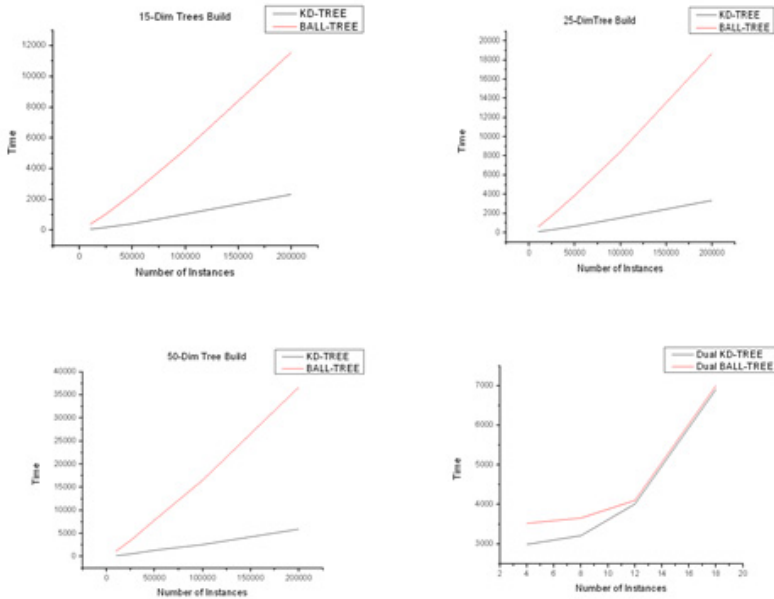 15-Dim Trees Build
KD-TREE
BALL-TREE
12000
10000
8000
6000
4000
2000
0
Time
0 50000 100000 150000 200000
Number of Instances
25-DimTree Build
KD-TREE
BALL-TREE
20000
18000
16000
14000
12000
10000
8000
6000
4000
2000
0
Time
0 50000 100000 150000 200000
Number of Instances
50-Dim Tree Build
KD-TREE
BALL-TREE
40000
35000
30000
25000
20000
15000
10000
5000
0
Time
0 50000 100000 150000 200000
Number of Instances
Dual KD-TREE
Dual BALL-TREE
7000
6000
5000
4000
3000
Time
2 4 6 8 10 12 14 16 18 20
Number of Instances